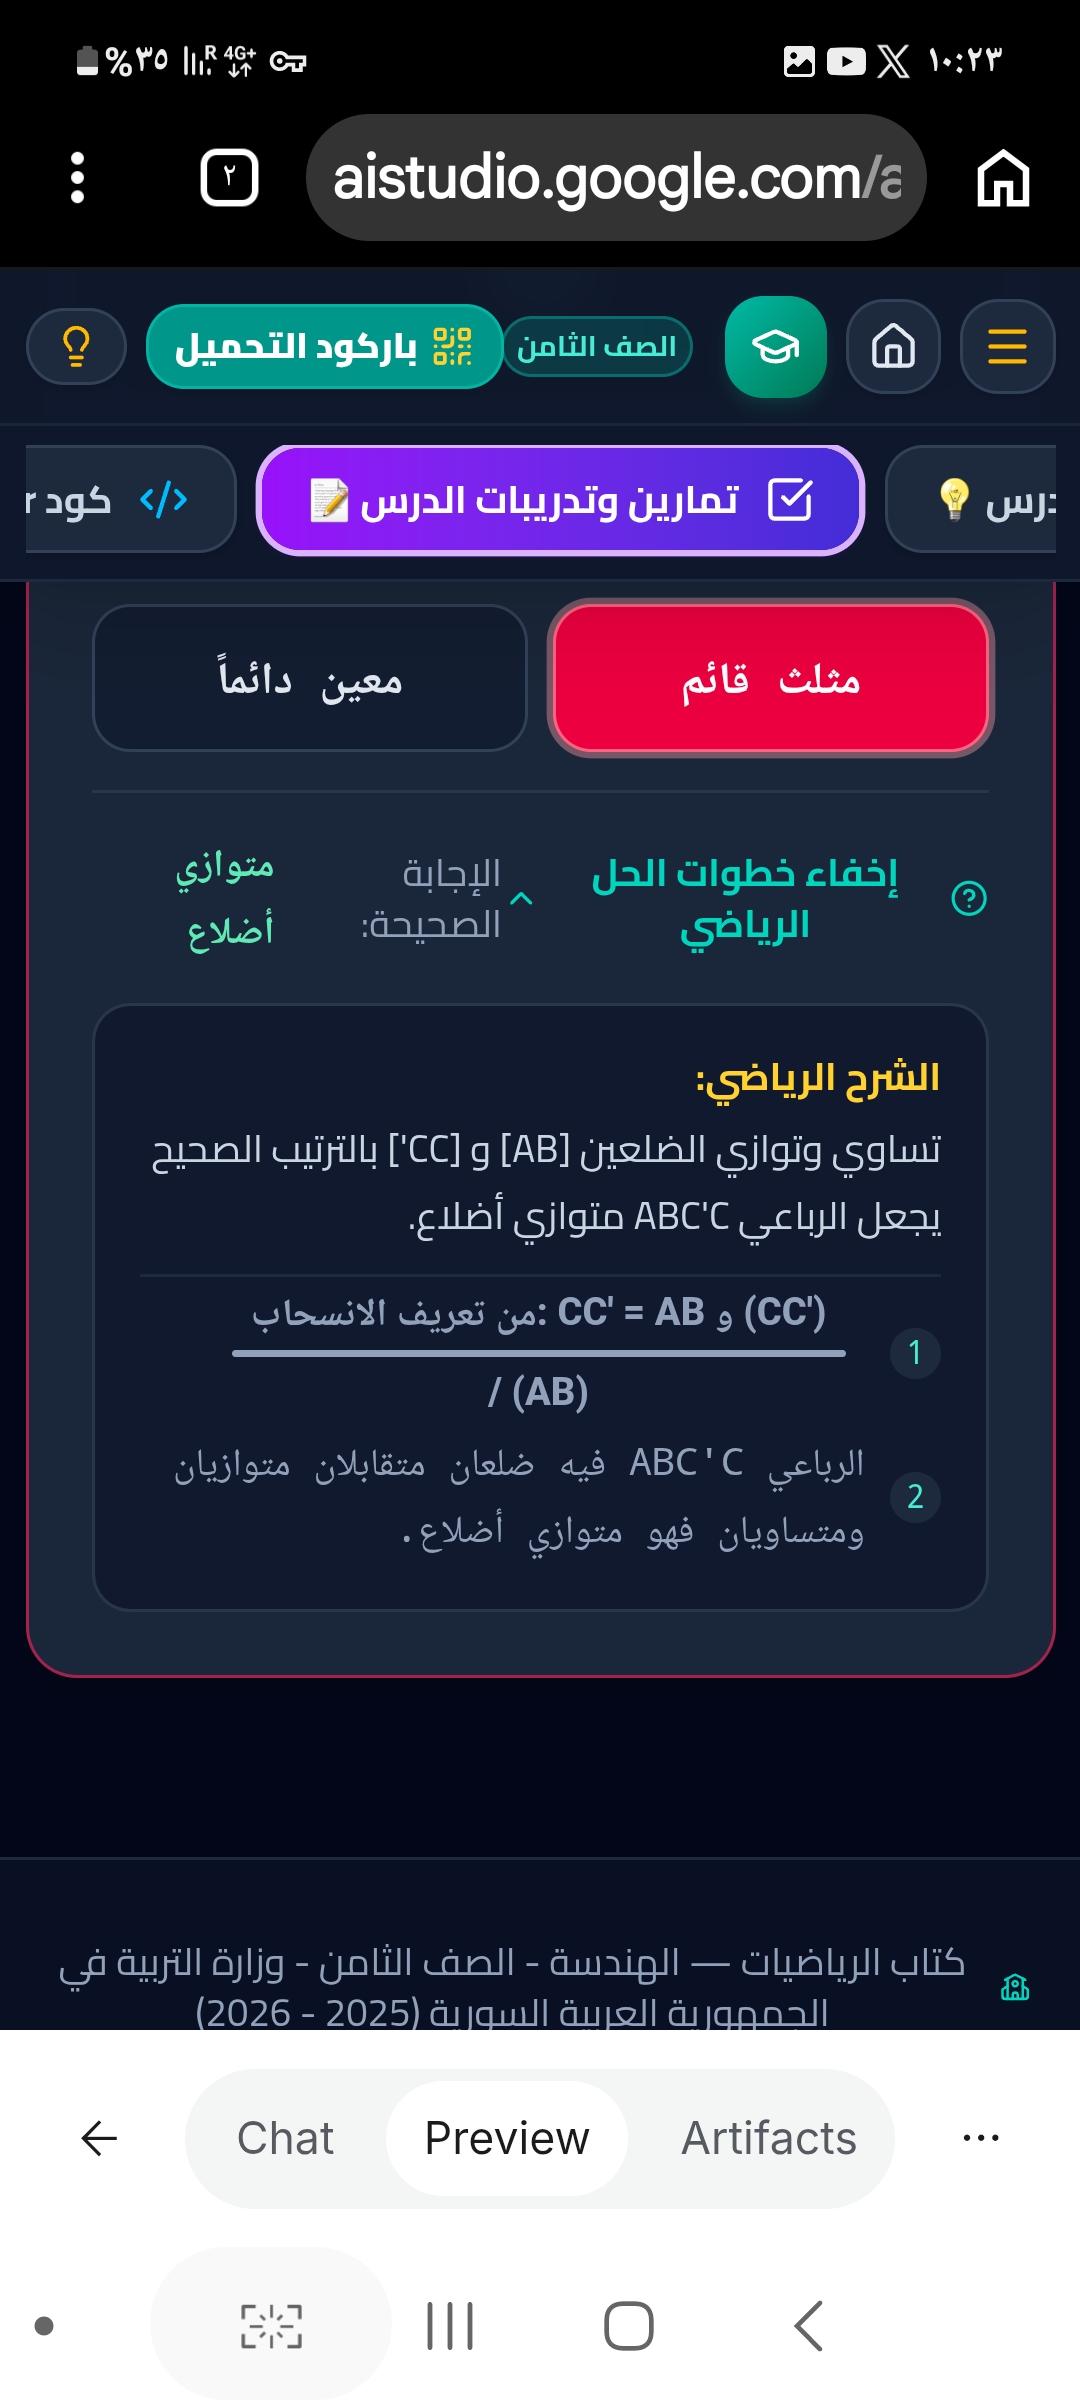 ١٠:٢٣
%٣٥
R
4G+
٢
aistudio.google.com/a
الصف الثامن
باركود التحميل
درس 💡
تمارين وتدريبات الدرس 📝
كود r
مثلث قائم
معين دائماً
إخفاء خطوات الحل
الرياضي
الإجابة
الصحيحة:
متوازي
أضلاع
الشرح الرياضي:
تساوي وتوازي الضلعين [AB] و [CC'] بالترتيب الصحيح
يجعل الرباعي ABC'C متوازي أضلاع.
1
من تعريف الانسحاب: CC' = AB و (CC')
/ (AB)
2
الرباعي ABC'C فيه ضلعان متقابلان متوازيان
ومتساويان فهو متوازي أضلاع.
كتاب الرياضيات — الهندسة - الصف الثامن - وزارة التربية في
الجمهورية العربية السورية (2025 - 2026)
Chat
Preview
Artifacts